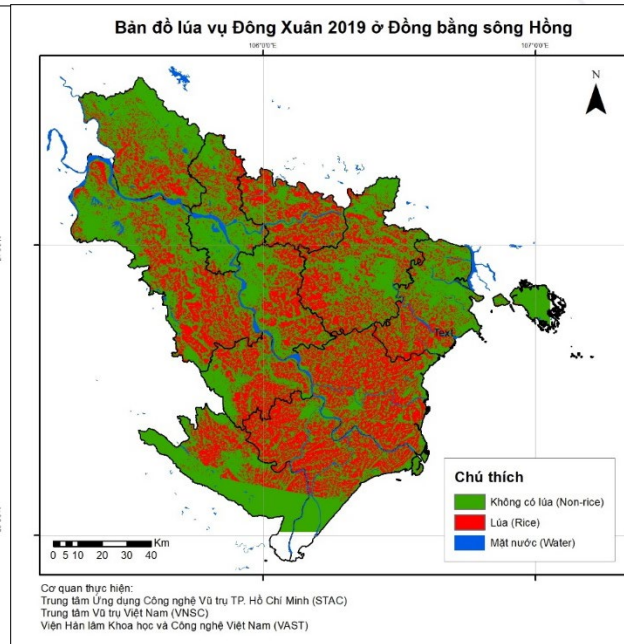 Bản đồ lúa vụ Đông Xuân 2019 ở Đồng bằng sông Hồng
106°0'0"E 107°0'0"E
N
Text
Chú thích
Không có lúa (Non-rice)
Lúa (Rice)
Mặt nước (Water)
0 5 10 20 30 40 Km
Cơ quan thực hiện:
Trung tâm Ứng dụng Công nghệ Vũ trụ TP. Hồ Chí Minh (STAC)
Trung tâm Vũ trụ Việt Nam (VNSC)
Viện Hàn lâm Khoa học và Công nghệ Việt Nam (VAST)